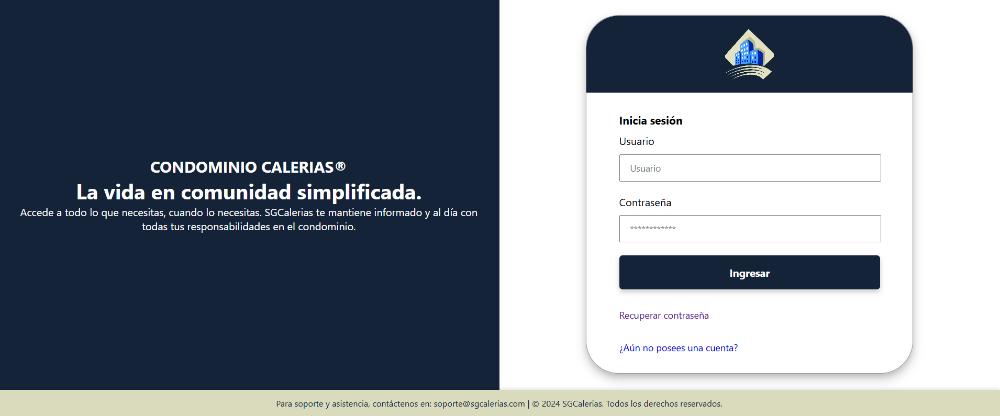 CONDOMINIO CALERIAS®
La vida en comunidad simplificada.
Accede a todo lo que necesitas, cuando lo necesitas. SGCalerias te mantiene informado y al día con
todas tus responsabilidades en el condominio.
Inicia sesión
Usuario
Usuario
Contraseña
************
Ingresar
Recuperar contraseña
¿Aún no posees una cuenta?
Para soporte y asistencia, contáctenos en: soporte@sgcalerias.com | © 2024 SGCalerias. Todos los derechos reservados.